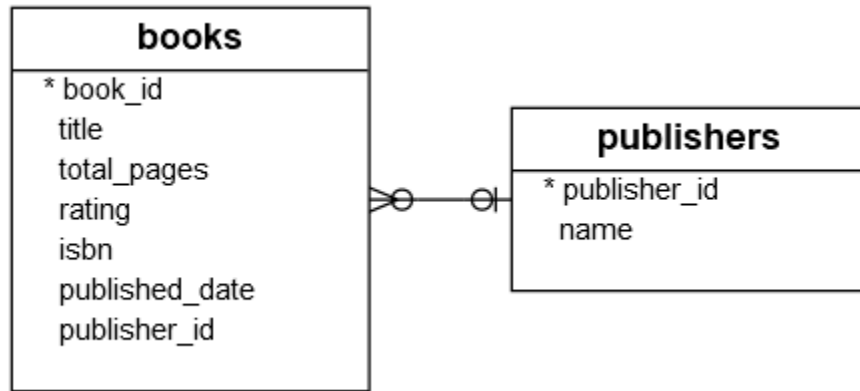 books
* book_id
title
total_pages
rating
isbn
published_date
publisher_id
publishers
* publisher_id
name